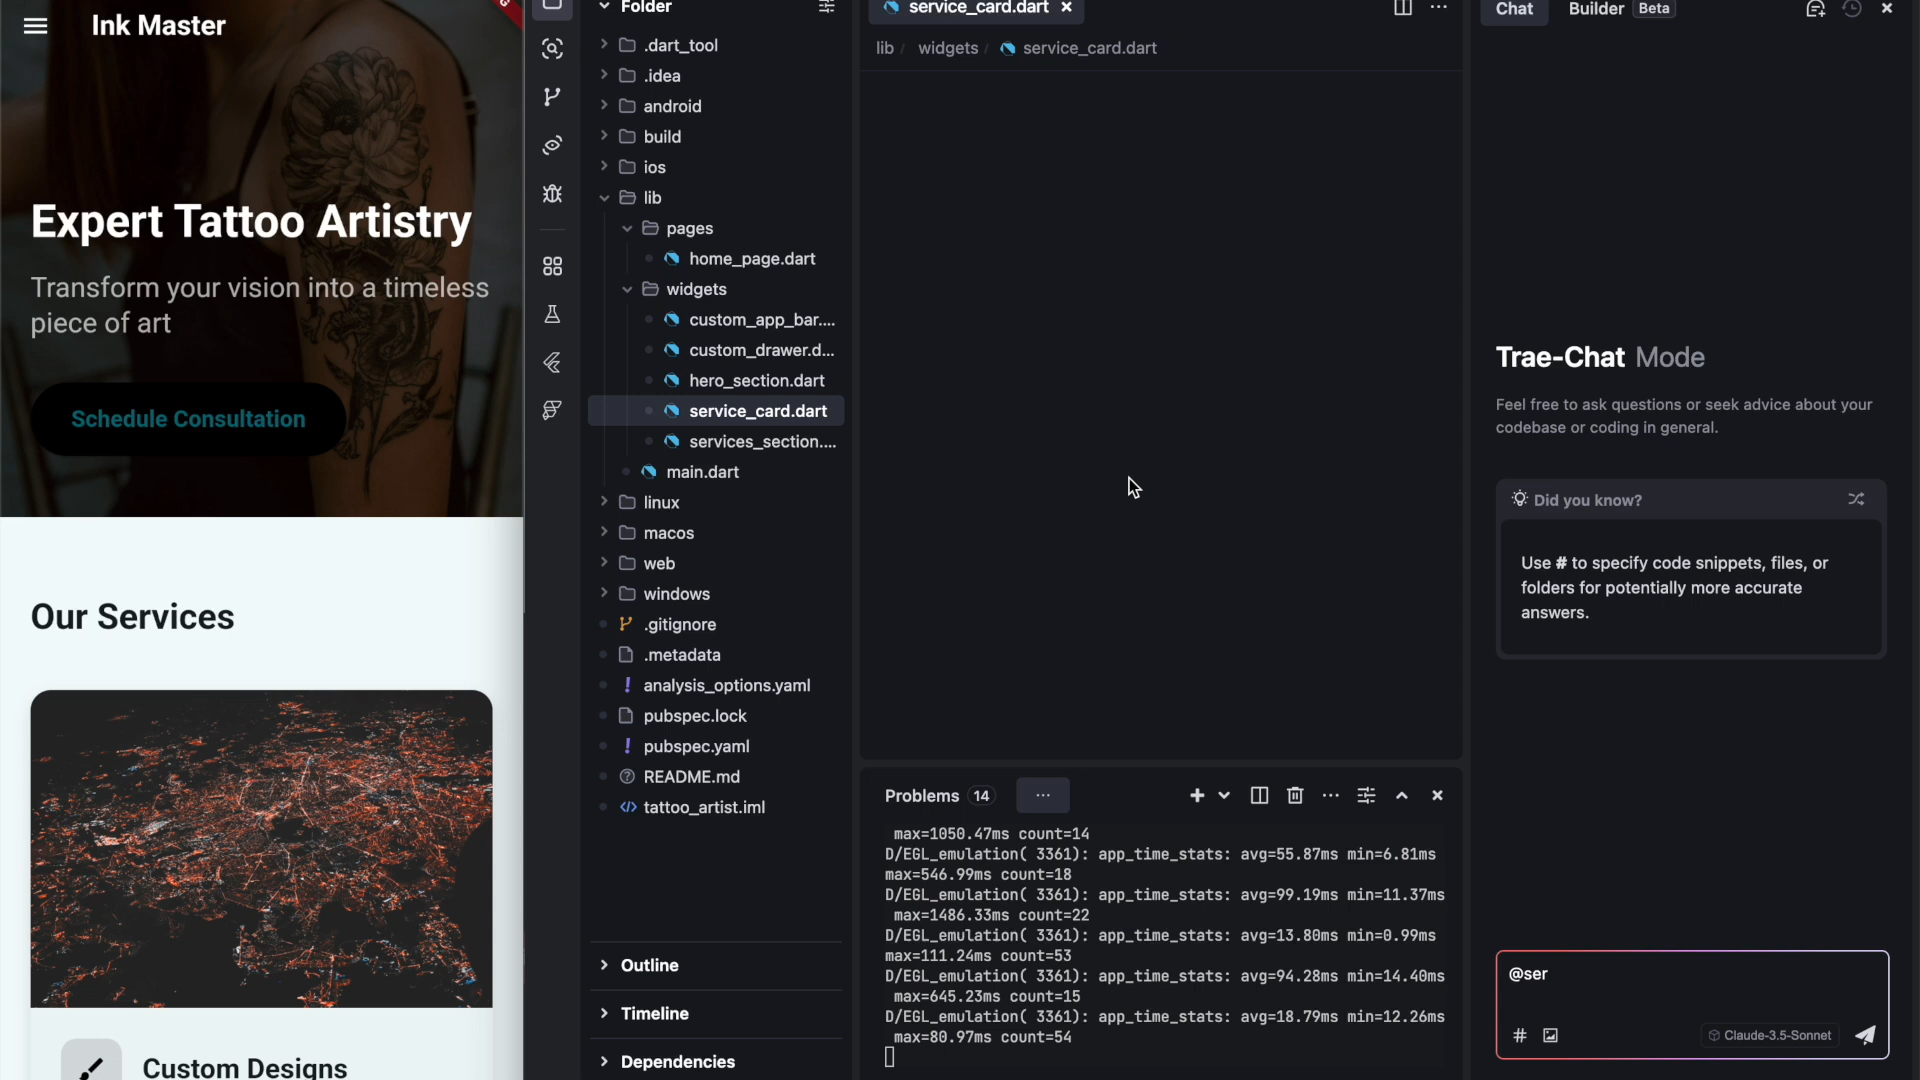 Ink Master
Expert Tattoo Artistry
Transform your vision into a timeless
piece of art
Schedule Consultation
Our Services
Custom Designs
Folder
.dart_tool
.idea
android
build
ios
lib
pages
home_page.dart
widgets
custom_app_bar....
custom_drawer.d...
hero_section.dart
service_card.dart
services_section....
main.dart
linux
macos
web
windows
.gitignore
.metadata
analysis_options.yaml
pubspec.lock
pubspec.yaml
README.md
tattoo_artist.iml
Outline
Timeline
Dependencies
service_card.dart
lib / widgets / service_card.dart
Problems 14
max=1050.47ms count=14
D/EGL_emulation( 3361): app_time_stats: avg=55.87ms min=6.81ms
max=546.99ms count=18
D/EGL_emulation( 3361): app_time_stats: avg=99.19ms min=11.37ms
max=1486.33ms count=22
D/EGL_emulation( 3361): app_time_stats: avg=13.80ms min=0.99ms
max=111.24ms count=53
D/EGL_emulation( 3361): app_time_stats: avg=94.28ms min=14.40ms
max=645.23ms count=15
D/EGL_emulation( 3361): app_time_stats: avg=18.79ms min=12.26ms
max=80.97ms count=54
Chat Builder Beta
Trae-Chat Mode
Feel free to ask questions or seek advice about your
codebase or coding in general.
Did you know?
Use # to specify code snippets, files, or
folders for potentially more accurate
answers.
@ser
Claude-3.5-Sonnet